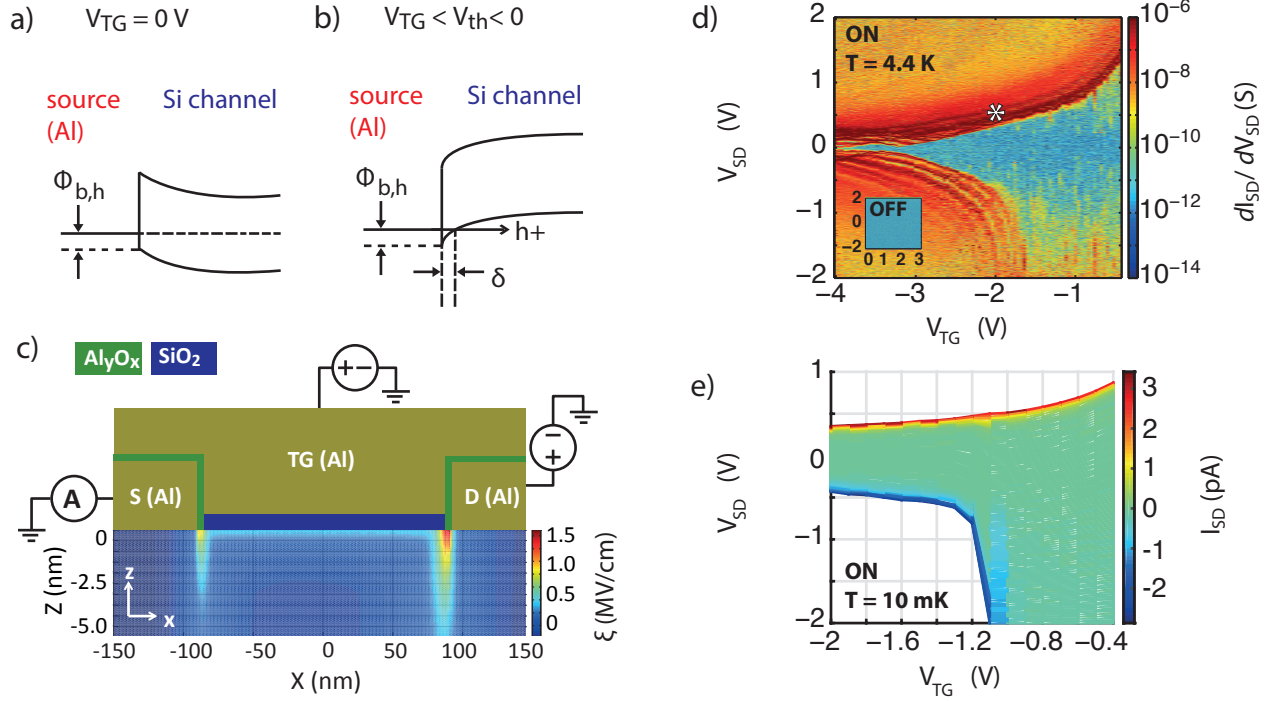 a)
V_TG = 0 V
source
(Al)
Si channel
Φ_b,h
b)
V_TG < V_th < 0
source
(Al)
Si channel
Φ_b,h
h+
δ
c)
Al_yO_x
SiO_2
+ −
TG (Al)
− +
A
S (Al)
D (Al)
0
-2.5
-5.0
Z (nm)
z
x
-150
-100
-50
0
50
100
150
X (nm)
1.5
1.0
0.5
0
ξ (MV/cm)
d)
ON
T = 4.4 K
*
OFF
2
0
−2
0 1 2 3
2
1
0
−1
−2
V_SD (V)
−4
−3
−2
−1
V_TG (V)
10^−6
10^−8
10^−10
10^−12
10^−14
dI_SD/ dV_SD (S)
e)
ON
T = 10 mK
1
0
−1
−2
V_SD (V)
−2
−1.6
−1.2
−0.8
−0.4
V_TG (V)
3
2
1
0
-1
-2
I_SD (pA)